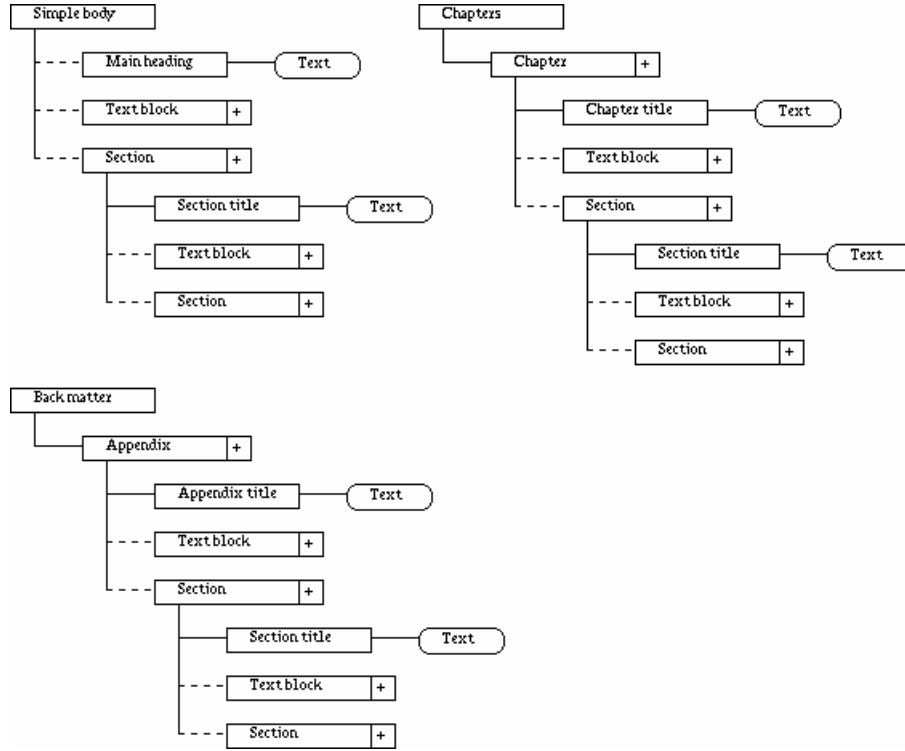 Simple body
Main heading Text
Text block +
Section +
Section title Text
Text block +
Section +
Chapters
Chapter +
Chapter title Text
Text block +
Section +
Section title Text
Text block +
Section +
Back matter
Appendix +
Appendix title Text
Text block +
Section +
Section title Text
Text block +
Section +